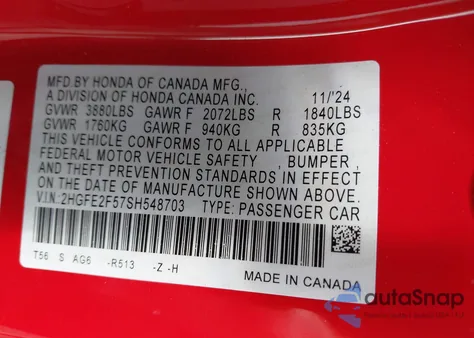 MFD.BY HONDA OF CANADA MFG.,
A DIVISION OF HONDA CANADA INC. 11/'24
GVWR 3880LBS GAWR F 2072LBS R 1840LBS
GVWR 1760KG GAWR F 940KG R 835KG
THIS VEHICLE CONFORMS TO ALL APPLICABLE
FEDERAL MOTOR VEHICLE SAFETY , BUMPER ,
AND THEFT PREVENTION STANDARDS IN EFFECT
ON THE DATE OF MANUFACTURE SHOWN ABOVE.
V.I.N:2HGFE2F57SH548703 TYPE:PASSENGER CAR
T56 S AG6 -R513 -Z -H
MADE IN CANADA
autoSnap